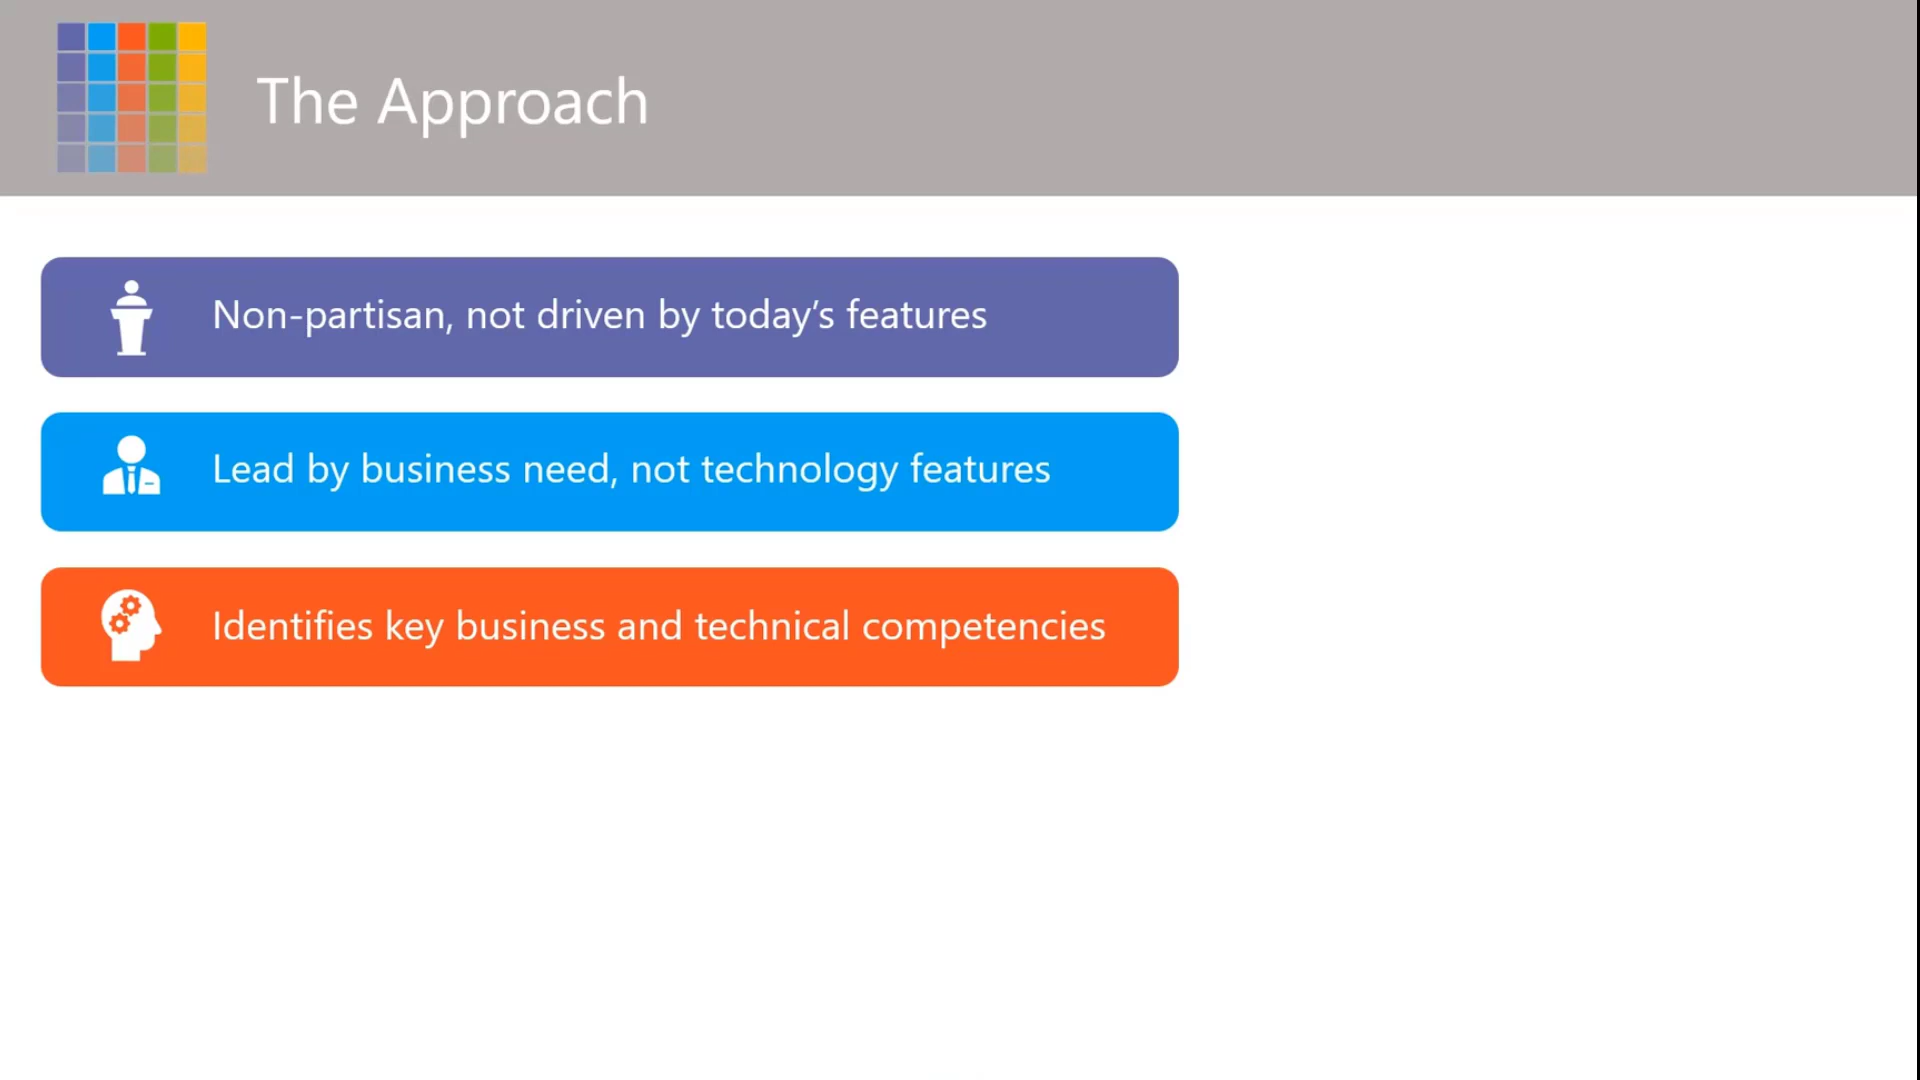 The Approach
Non-partisan, not driven by today’s features
Lead by business need, not technology features
Identifies key business and technical competencies